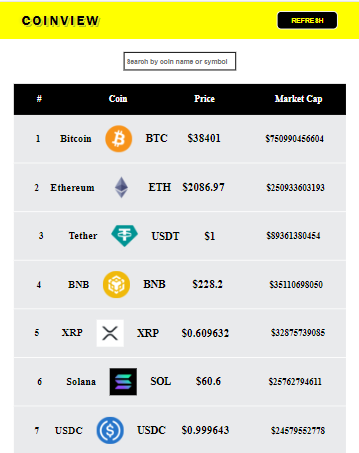 COINVIEW
REFRESH
Search by coin name or symbol
# Coin Price Market Cap
1 Bitcoin BTC $38401 $750990456604
2 Ethereum ETH $2086.97 $250933603193
3 Tether USDT $1 $89361380454
4 BNB BNB $228.2 $35110698050
5 XRP XRP $0.609632 $32875739085
6 Solana SOL $60.6 $25762794611
7 USDC USDC $0.999643 $24579552778